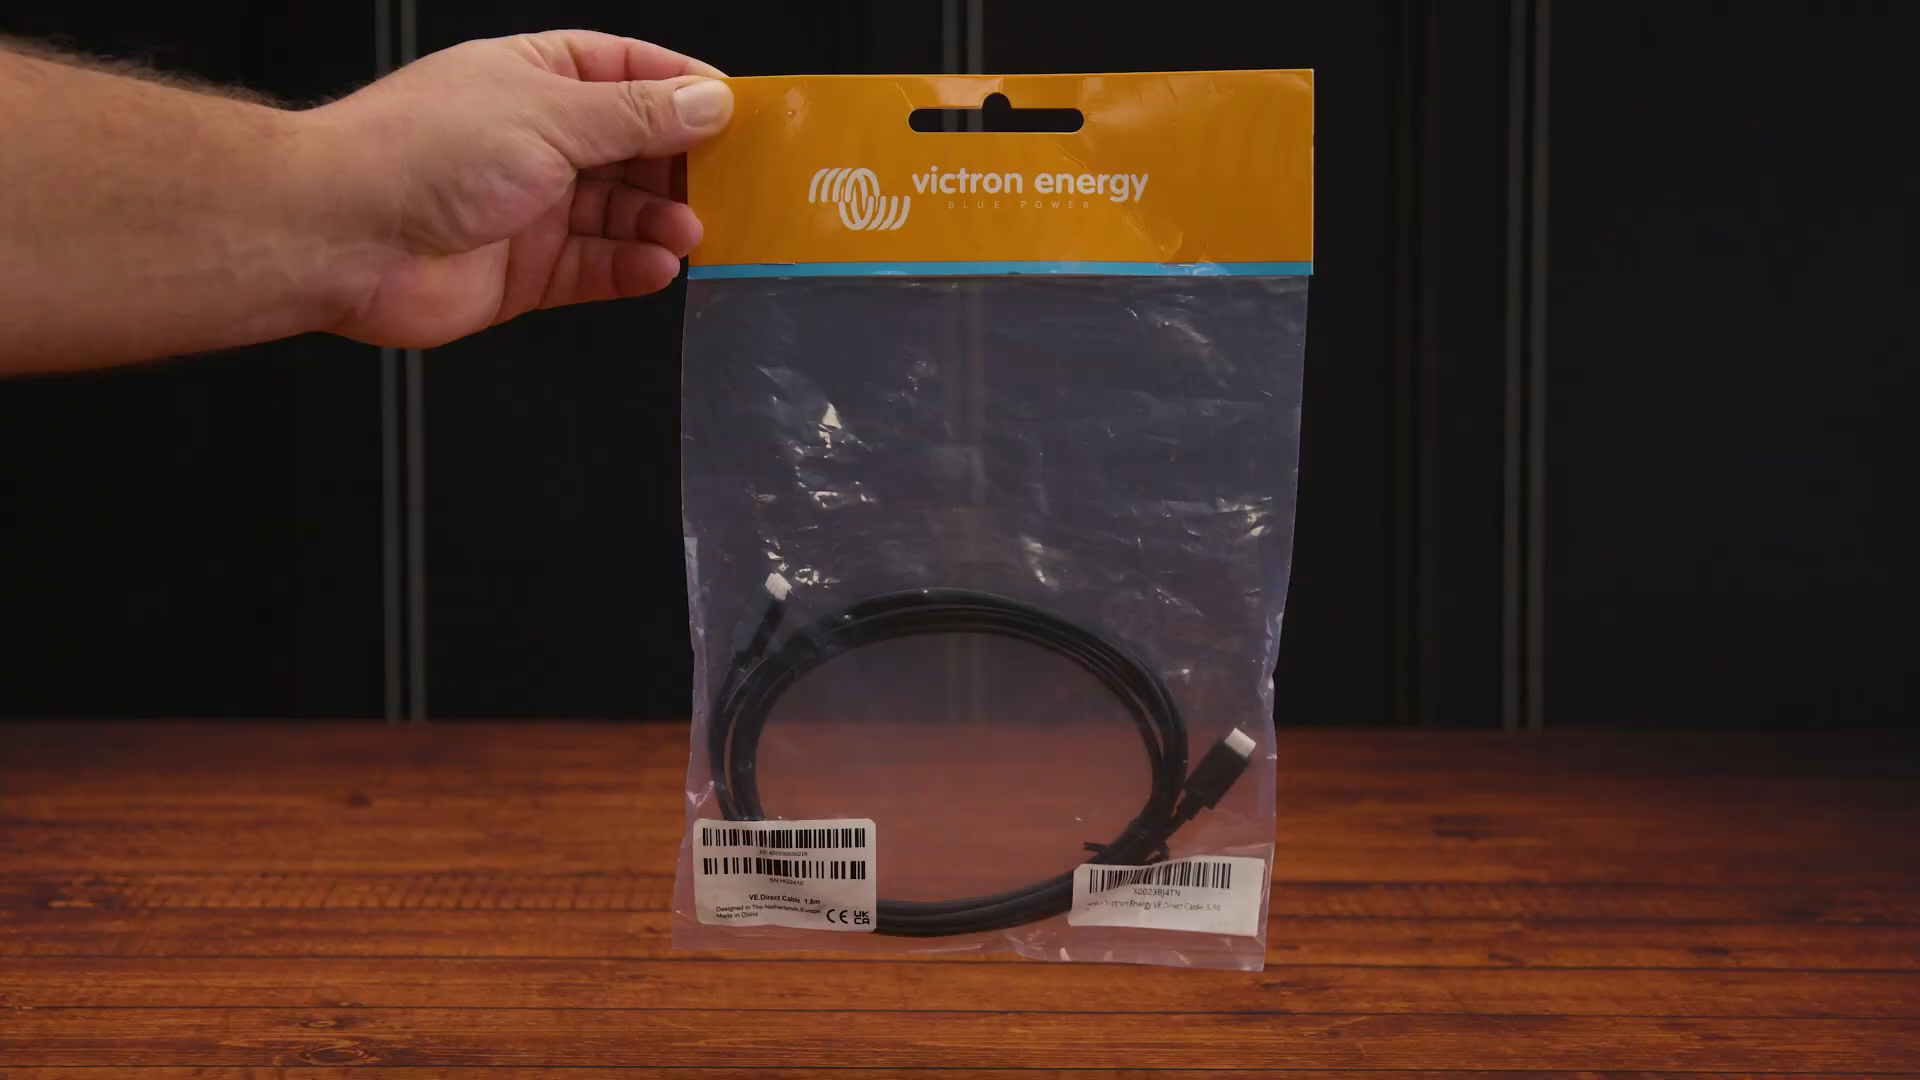 victron energy
BLUE POWER
VE.Direct Cable 1,8m
Designed in The Netherlands, Europe
Made in China
CE UK CA
X0023BJ4TN
Victron Energy VE.Direct Cable